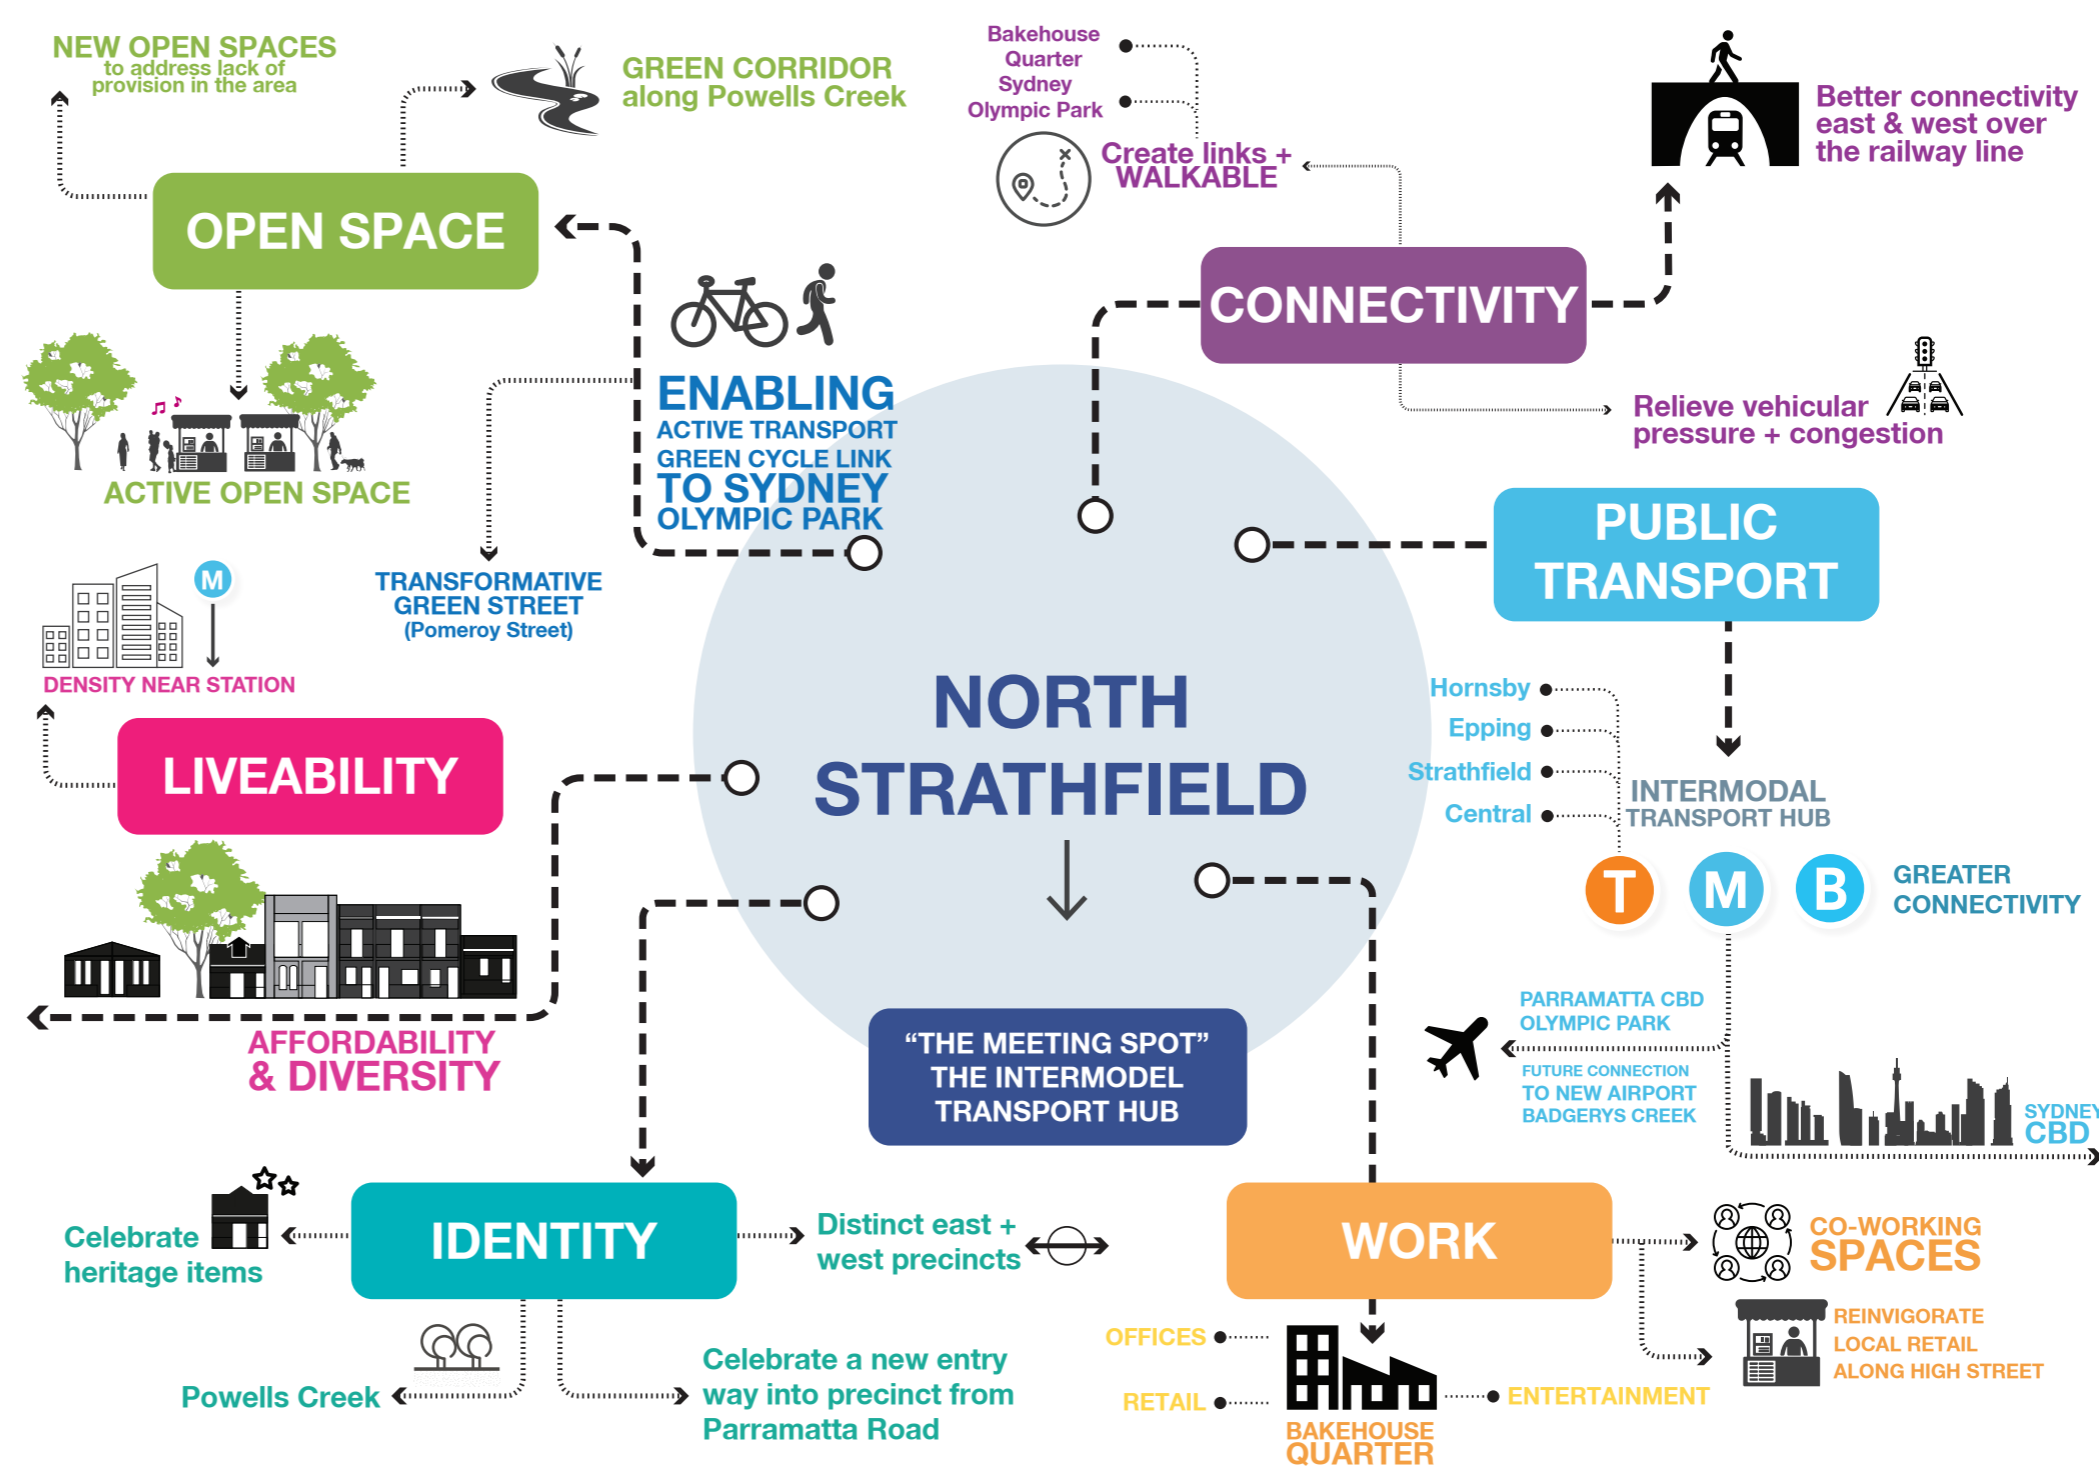 NEW OPEN SPACES
to address lack of
provision in the area
GREEN CORRIDOR
along Powells Creek
OPEN SPACE
ACTIVE OPEN SPACE
ENABLING
ACTIVE TRANSPORT
GREEN CYCLE LINK
TO SYDNEY
OLYMPIC PARK
TRANSFORMATIVE
GREEN STREET
(Pomeroy Street)
Bakehouse
Quarter
Sydney
Olympic Park
Create links +
WALKABLE
Better connectivity
east & west over
the railway line
CONNECTIVITY
Relieve vehicular
pressure + congestion
PUBLIC
TRANSPORT
Hornsby
Epping
Strathfield
Central
INTERMODAL
TRANSPORT HUB
T
M
B
GREATER
CONNECTIVITY
PARRAMATTA CBD
OLYMPIC PARK
FUTURE CONNECTION
TO NEW AIRPORT
BADGERYS CREEK
SYDNEY
CBD
M
DENSITY NEAR STATION
LIVEABILITY
AFFORDABILITY
& DIVERSITY
NORTH
STRATHFIELD
“THE MEETING SPOT”
THE INTERMODEL
TRANSPORT HUB
IDENTITY
Celebrate
heritage items
Distinct east +
west precincts
Powells Creek
Celebrate a new entry
way into precinct from
Parramatta Road
WORK
CO-WORKING
SPACES
REINVIGORATE
LOCAL RETAIL
ALONG HIGH STREET
OFFICES
RETAIL
ENTERTAINMENT
BAKEHOUSE
QUARTER